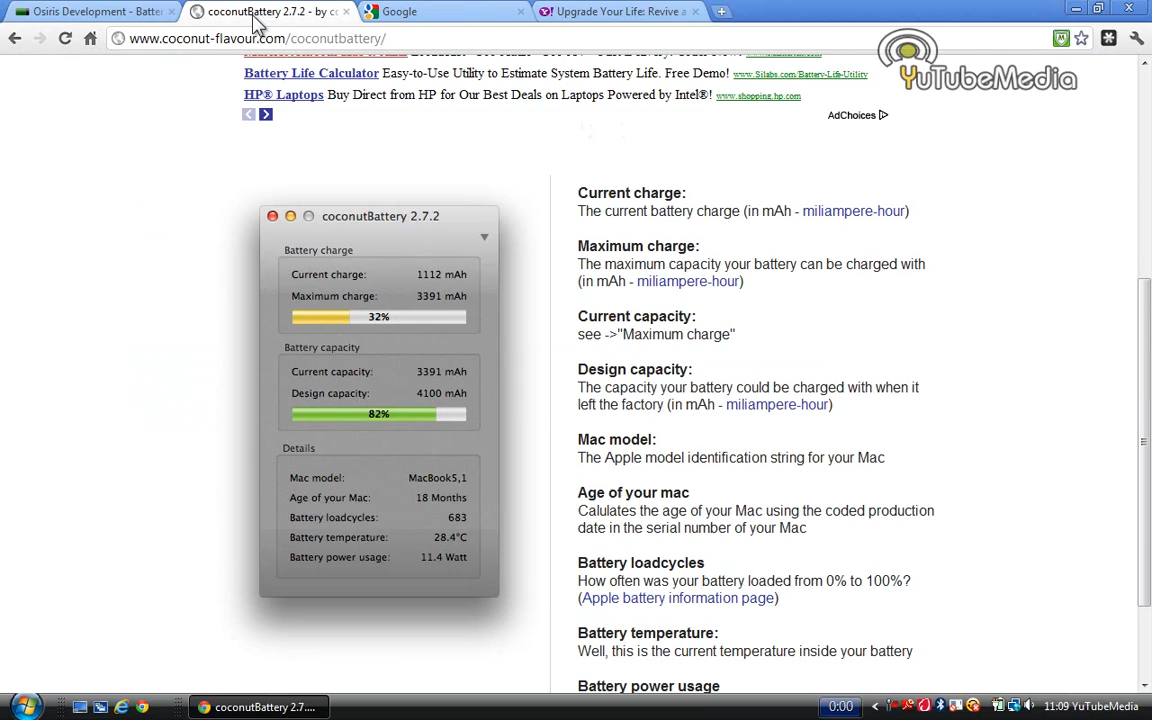 Osiris Development - Batter
coconutBattery 2.7.2 - by co
Google
Upgrade Your Life: Revive a
www.coconut-flavour.com/coconutbattery/
YuTubeMedia
Battery Life Calculator Easy-to-Use Utility to Estimate System Battery Life. Free Demo! www.Silabs.com/Battery-Life-Utility
HP® Laptops Buy Direct from HP for Our Best Deals on Laptops Powered by Intel®! www.shopping.hp.com
AdChoices
coconutBattery 2.7.2
Battery charge
Current charge: 1112 mAh
Maximum charge: 3391 mAh
32%
Battery capacity
Current capacity: 3391 mAh
Design capacity: 4100 mAh
82%
Details
Mac model: MacBook5,1
Age of your Mac: 18 Months
Battery loadcycles: 683
Battery temperature: 28.4°C
Battery power usage: 11.4 Watt
Current charge:
The current battery charge (in mAh - miliampere-hour)
Maximum charge:
The maximum capacity your battery can be charged with
(in mAh - miliampere-hour)
Current capacity:
see ->"Maximum charge"
Design capacity:
The capacity your battery could be charged with when it
left the factory (in mAh - miliampere-hour)
Mac model:
The Apple model identification string for your Mac
Age of your mac
Calulates the age of your Mac using the coded production
date in the serial number of your Mac
Battery loadcycles
How often was your battery loaded from 0% to 100%?
(Apple battery information page)
Battery temperature:
Well, this is the current temperature inside your battery
Battery power usage
coconutBattery 2.7....
0:00
11:09 YuTubeMedia